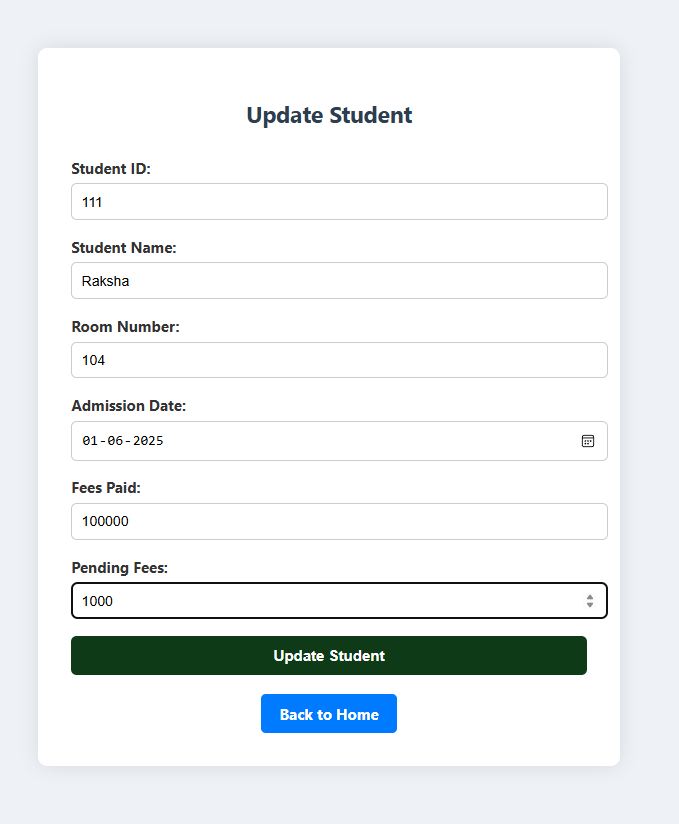 Update Student
Student ID:
111
Student Name:
Raksha
Room Number:
104
Admission Date:
01-06-2025
Fees Paid:
100000
Pending Fees:
1000
Update Student
Back to Home